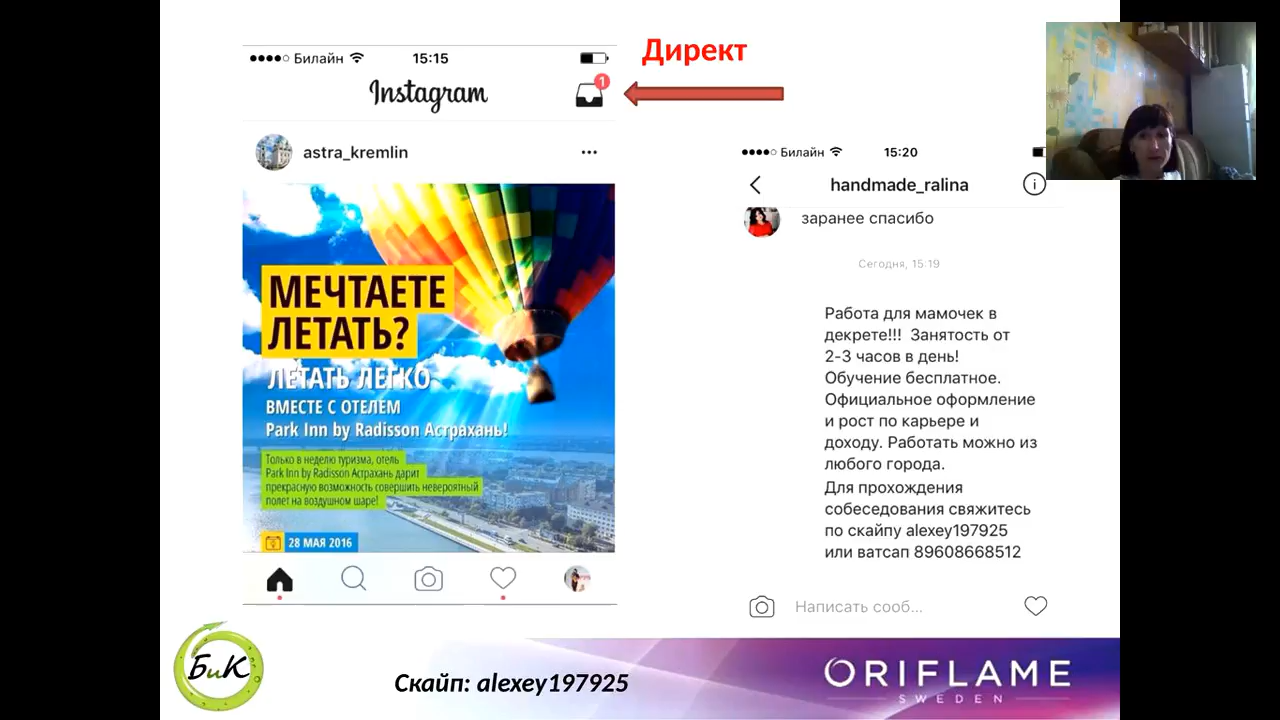 Директ
Билайн 15:15
Instagram
1
astra_kremlin
МЕЧТАЕТЕ
ЛЕТАТЬ?
ЛЕТАТЬ ЛЕГКО
ВМЕСТЕ С ОТЕЛЕМ
Park Inn by Radisson Астрахань!
Только в неделю туризма, отель
Park Inn by Radisson Астрахань дарит
прекрасную возможность совершить невероятный
полет на воздушном шаре!
28 МАЯ 2016
Билайн 15:20
handmade_ralina
заранее спасибо
Сегодня, 15:19
Работа для мамочек в
декрете!!! Занятость от
2-3 часов в день!
Обучение бесплатное.
Официальное оформление
и рост по карьере и
доходу. Работать можно из
любого города.
Для прохождения
собеседования свяжитесь
по скайпу alexey197925
или ватсап 89608668512
Написать сооб...
БиК
Скайп: alexey197925
ORIFLAME
SWEDEN